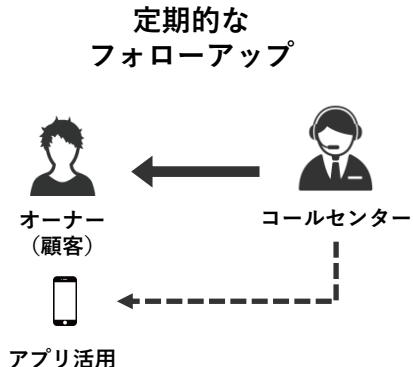 定期的な
フォローアップ
オーナー
（顧客）
コールセンター
アプリ活用